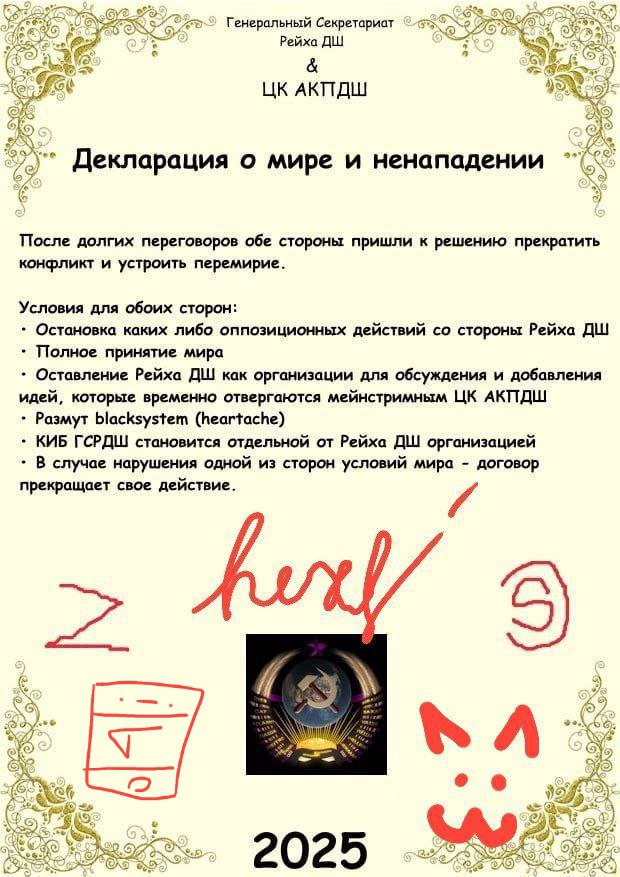 Генеральный Секретариат
Рейха ДШ
&
ЦК АКПДШ
Декларация о мире и ненападении
После долгих переговоров обе стороны пришли к решению прекратить
конфликт и устроить перемирие.
Условия для обоих сторон:
• Остановка каких либо оппозиционных действий со стороны Рейха ДШ
• Полное принятие мира
• Оставление Рейха ДШ как организации для обсуждения и добавления
идей, которые временно отвергаются мейнстримным ЦК АКПДШ
• Размут blacksystem (heartache)
• КИБ ГСРДШ становится отдельной от Рейха ДШ организацией
• В случае нарушения одной из сторон условий мира - договор
прекращает свое действие.
2025